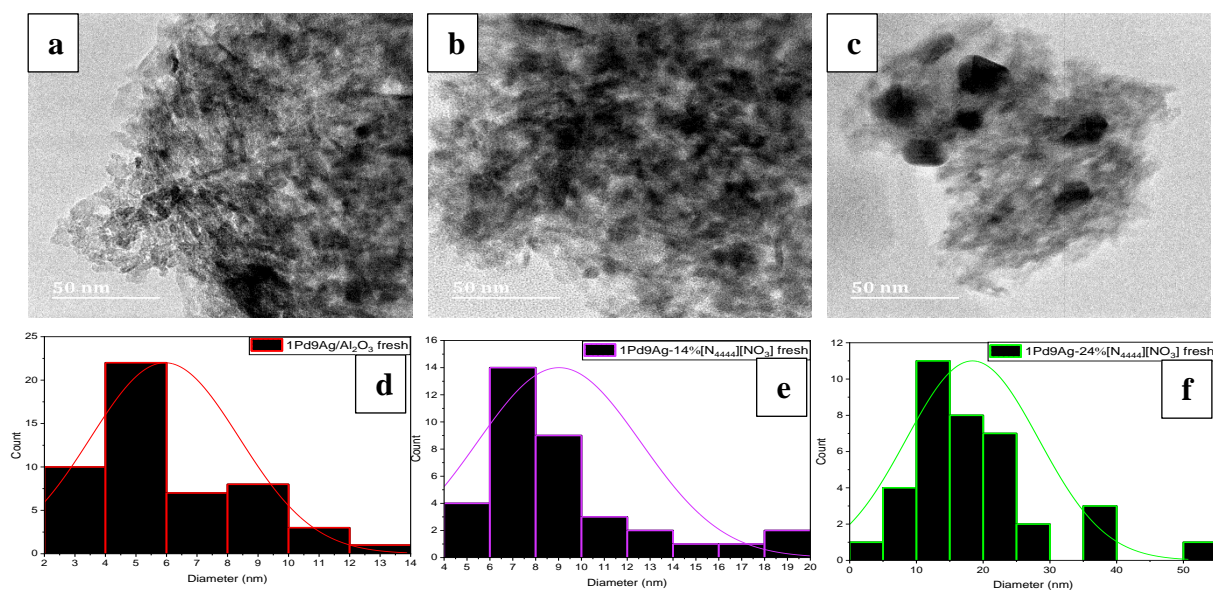 a
b
c
50 nm
50 nm
50 nm
25
20
15
10
5
0
Count
1Pd9Ag/Al₂O₃ fresh
d
2 3 4 5 6 7 8 9 10 11 12 13 14
Diameter (nm)
16
14
12
10
8
6
4
2
0
Count
1Pd9Ag-14%[N₄₄₄₄][NO₃] fresh
e
4 5 6 7 8 9 10 11 12 13 14 15 16 17 18 19 20
Diameter (nm)
12
10
8
6
4
2
0
Count
1Pd9Ag-24%[N₄₄₄₄][NO₃] fresh
f
0 10 20 30 40 50
Diameter (nm)